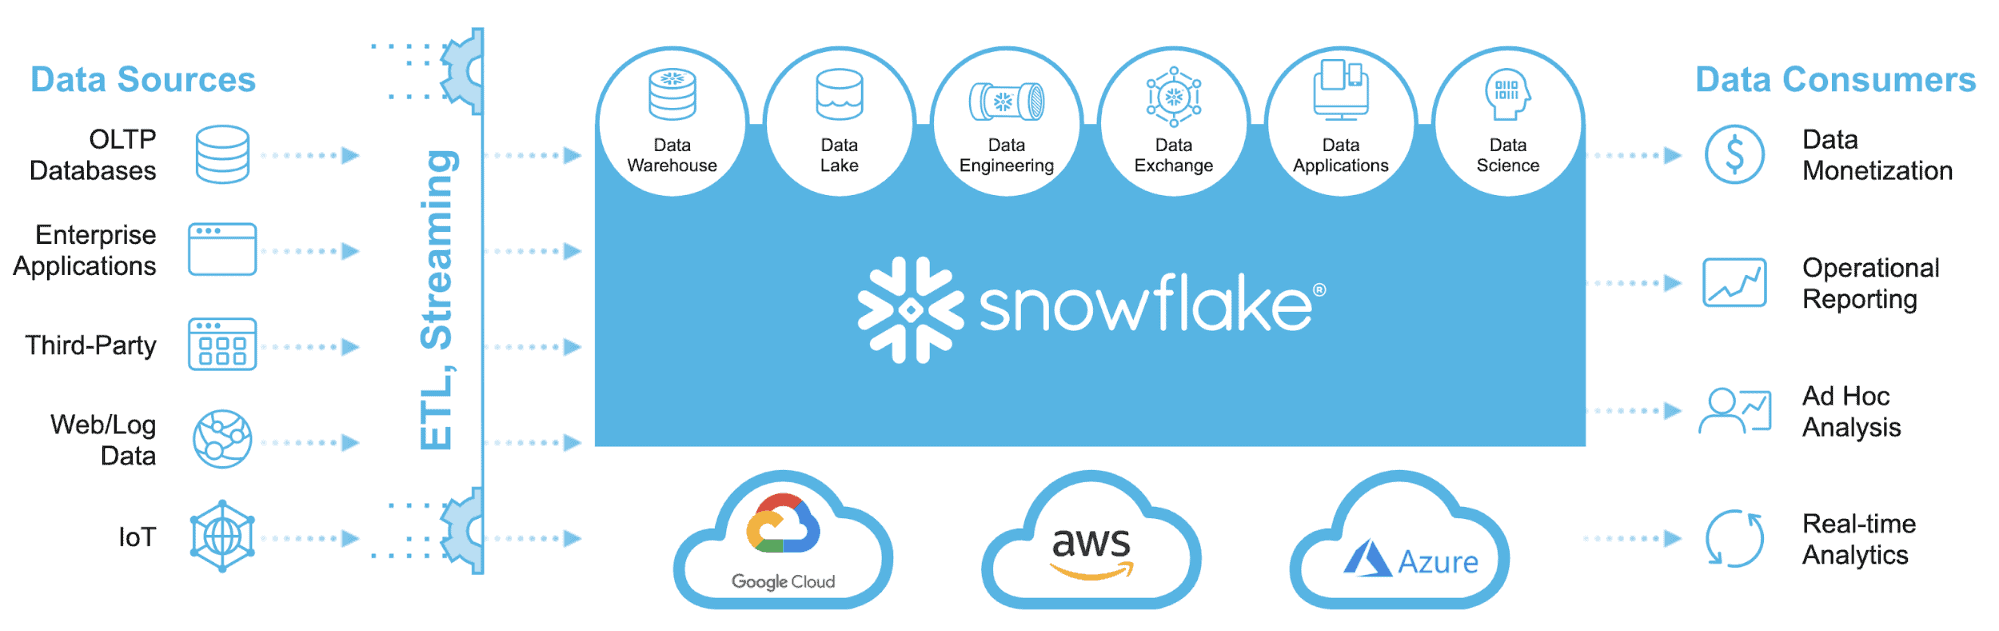 Data Sources
OLTP
Databases
Enterprise
Applications
Third-Party
Web/Log
Data
IoT
ETL, Streaming
Data
Warehouse
Data
Lake
Data
Engineering
Data
Exchange
Data
Applications
0110
10111
Data
Science
snowflake®
Google Cloud
aws
Azure
Data Consumers
$
Data
Monetization
Operational
Reporting
Ad Hoc
Analysis
Real-time
Analytics